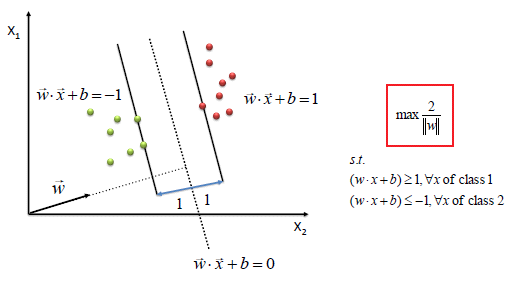 X₁
w⃗·x⃗+b=−1
w⃗·x⃗+b=1
w⃗
1 1
X₂
w⃗·x⃗+b=0
max 2/‖w‖
s.t.
(w·x+b)≥1,∀x of class 1
(w·x+b)≤−1,∀x of class 2